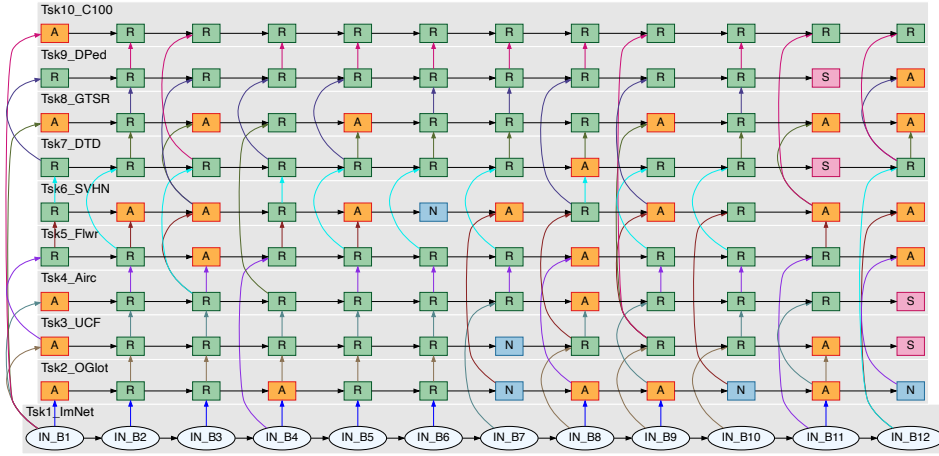 Tsk10_C100
A R R R R R R R R R R R
Tsk9_DPed
R R R R R R R R R R S A
Tsk8_GTSR
A R A R A R R R A R A A
Tsk7_DTD
R R R R R R R A R R S R
Tsk6_SVHN
R A A R A N A R A R A A
Tsk5_Flwr
R R A R R R R A R R R A
Tsk4_Airc
A R R R R R R A R R R S
Tsk3_UCF
A R R R R R N R R R A S
Tsk2_OGlot
A R R A R R N A A N A N
Tsk1_ImNet
IN_B1 IN_B2 IN_B3 IN_B4 IN_B5 IN_B6 IN_B7 IN_B8 IN_B9 IN_B10 IN_B11 IN_B12